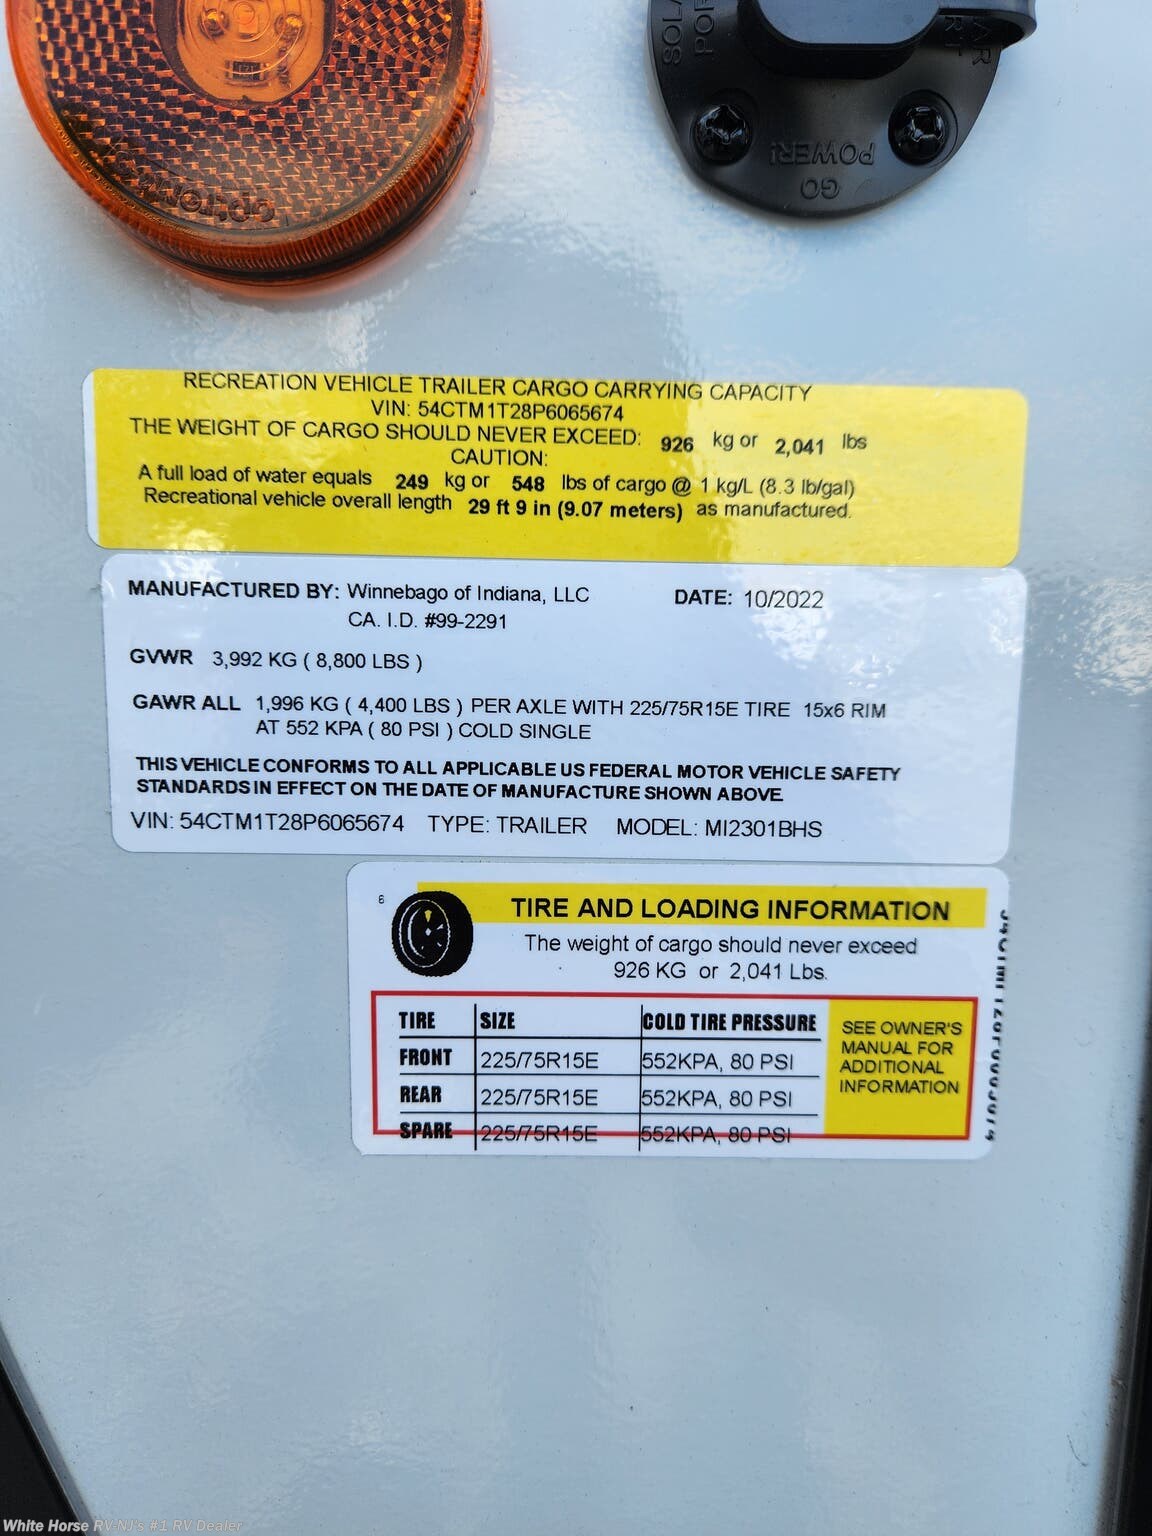 optronics
SOLAR PORT
GO POWER!
RECREATION VEHICLE TRAILER CARGO CARRYING CAPACITY
VIN: 54CTM1T28P6065674
THE WEIGHT OF CARGO SHOULD NEVER EXCEED: 926 kg or 2,041 lbs
CAUTION:
A full load of water equals 249 kg or 548 lbs of cargo @ 1 kg/L (8.3 lb/gal)
Recreational vehicle overall length 29 ft 9 in (9.07 meters) as manufactured.
MANUFACTURED BY: Winnebago of Indiana, LLC DATE: 10/2022
CA. I.D. #99-2291
GVWR 3,992 KG ( 8,800 LBS )
GAWR ALL 1,996 KG ( 4,400 LBS ) PER AXLE WITH 225/75R15E TIRE 15x6 RIM
AT 552 KPA ( 80 PSI ) COLD SINGLE
THIS VEHICLE CONFORMS TO ALL APPLICABLE US FEDERAL MOTOR VEHICLE SAFETY
STANDARDS IN EFFECT ON THE DATE OF MANUFACTURE SHOWN ABOVE
VIN: 54CTM1T28P6065674 TYPE: TRAILER MODEL: MI2301BHS
6
TIRE AND LOADING INFORMATION
The weight of cargo should never exceed
926 KG or 2,041 Lbs.
TIRE SIZE COLD TIRE PRESSURE
FRONT 225/75R15E 552KPA, 80 PSI
REAR 225/75R15E 552KPA, 80 PSI
SPARE 225/75R15E 552KPA, 80 PSI
SEE OWNER'S
MANUAL FOR
ADDITIONAL
INFORMATION
White Horse RV-NJ's #1 RV Dealer